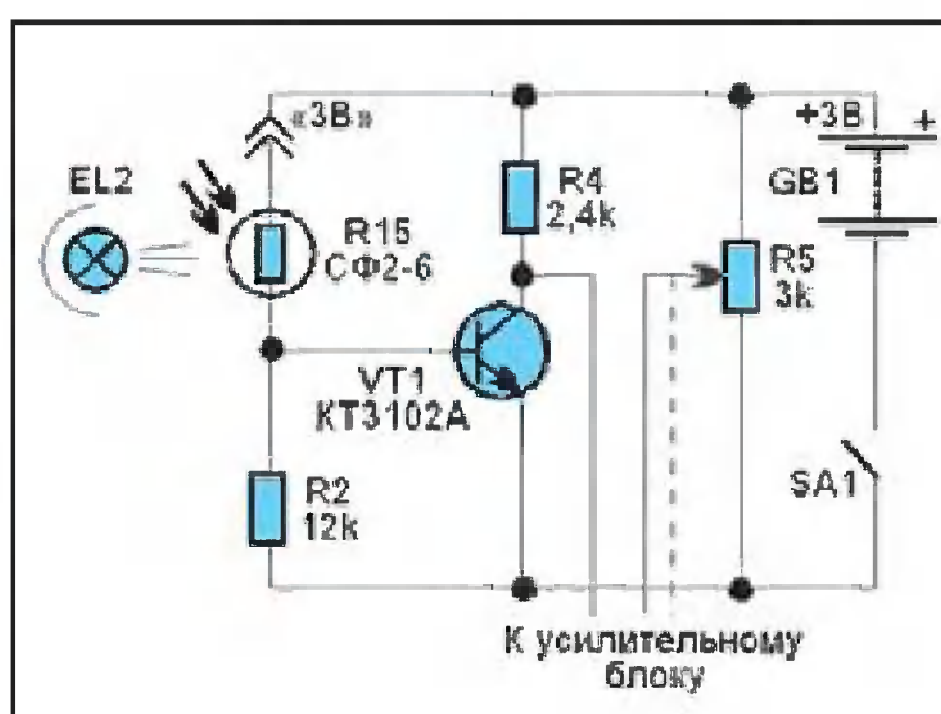 «3В»
+3В
+
EL2
R15
СФ2-6
R4
2,4k
GB1
R5
3k
VT1
КТ3102А
R2
12k
SA1
К усилительному
блоку